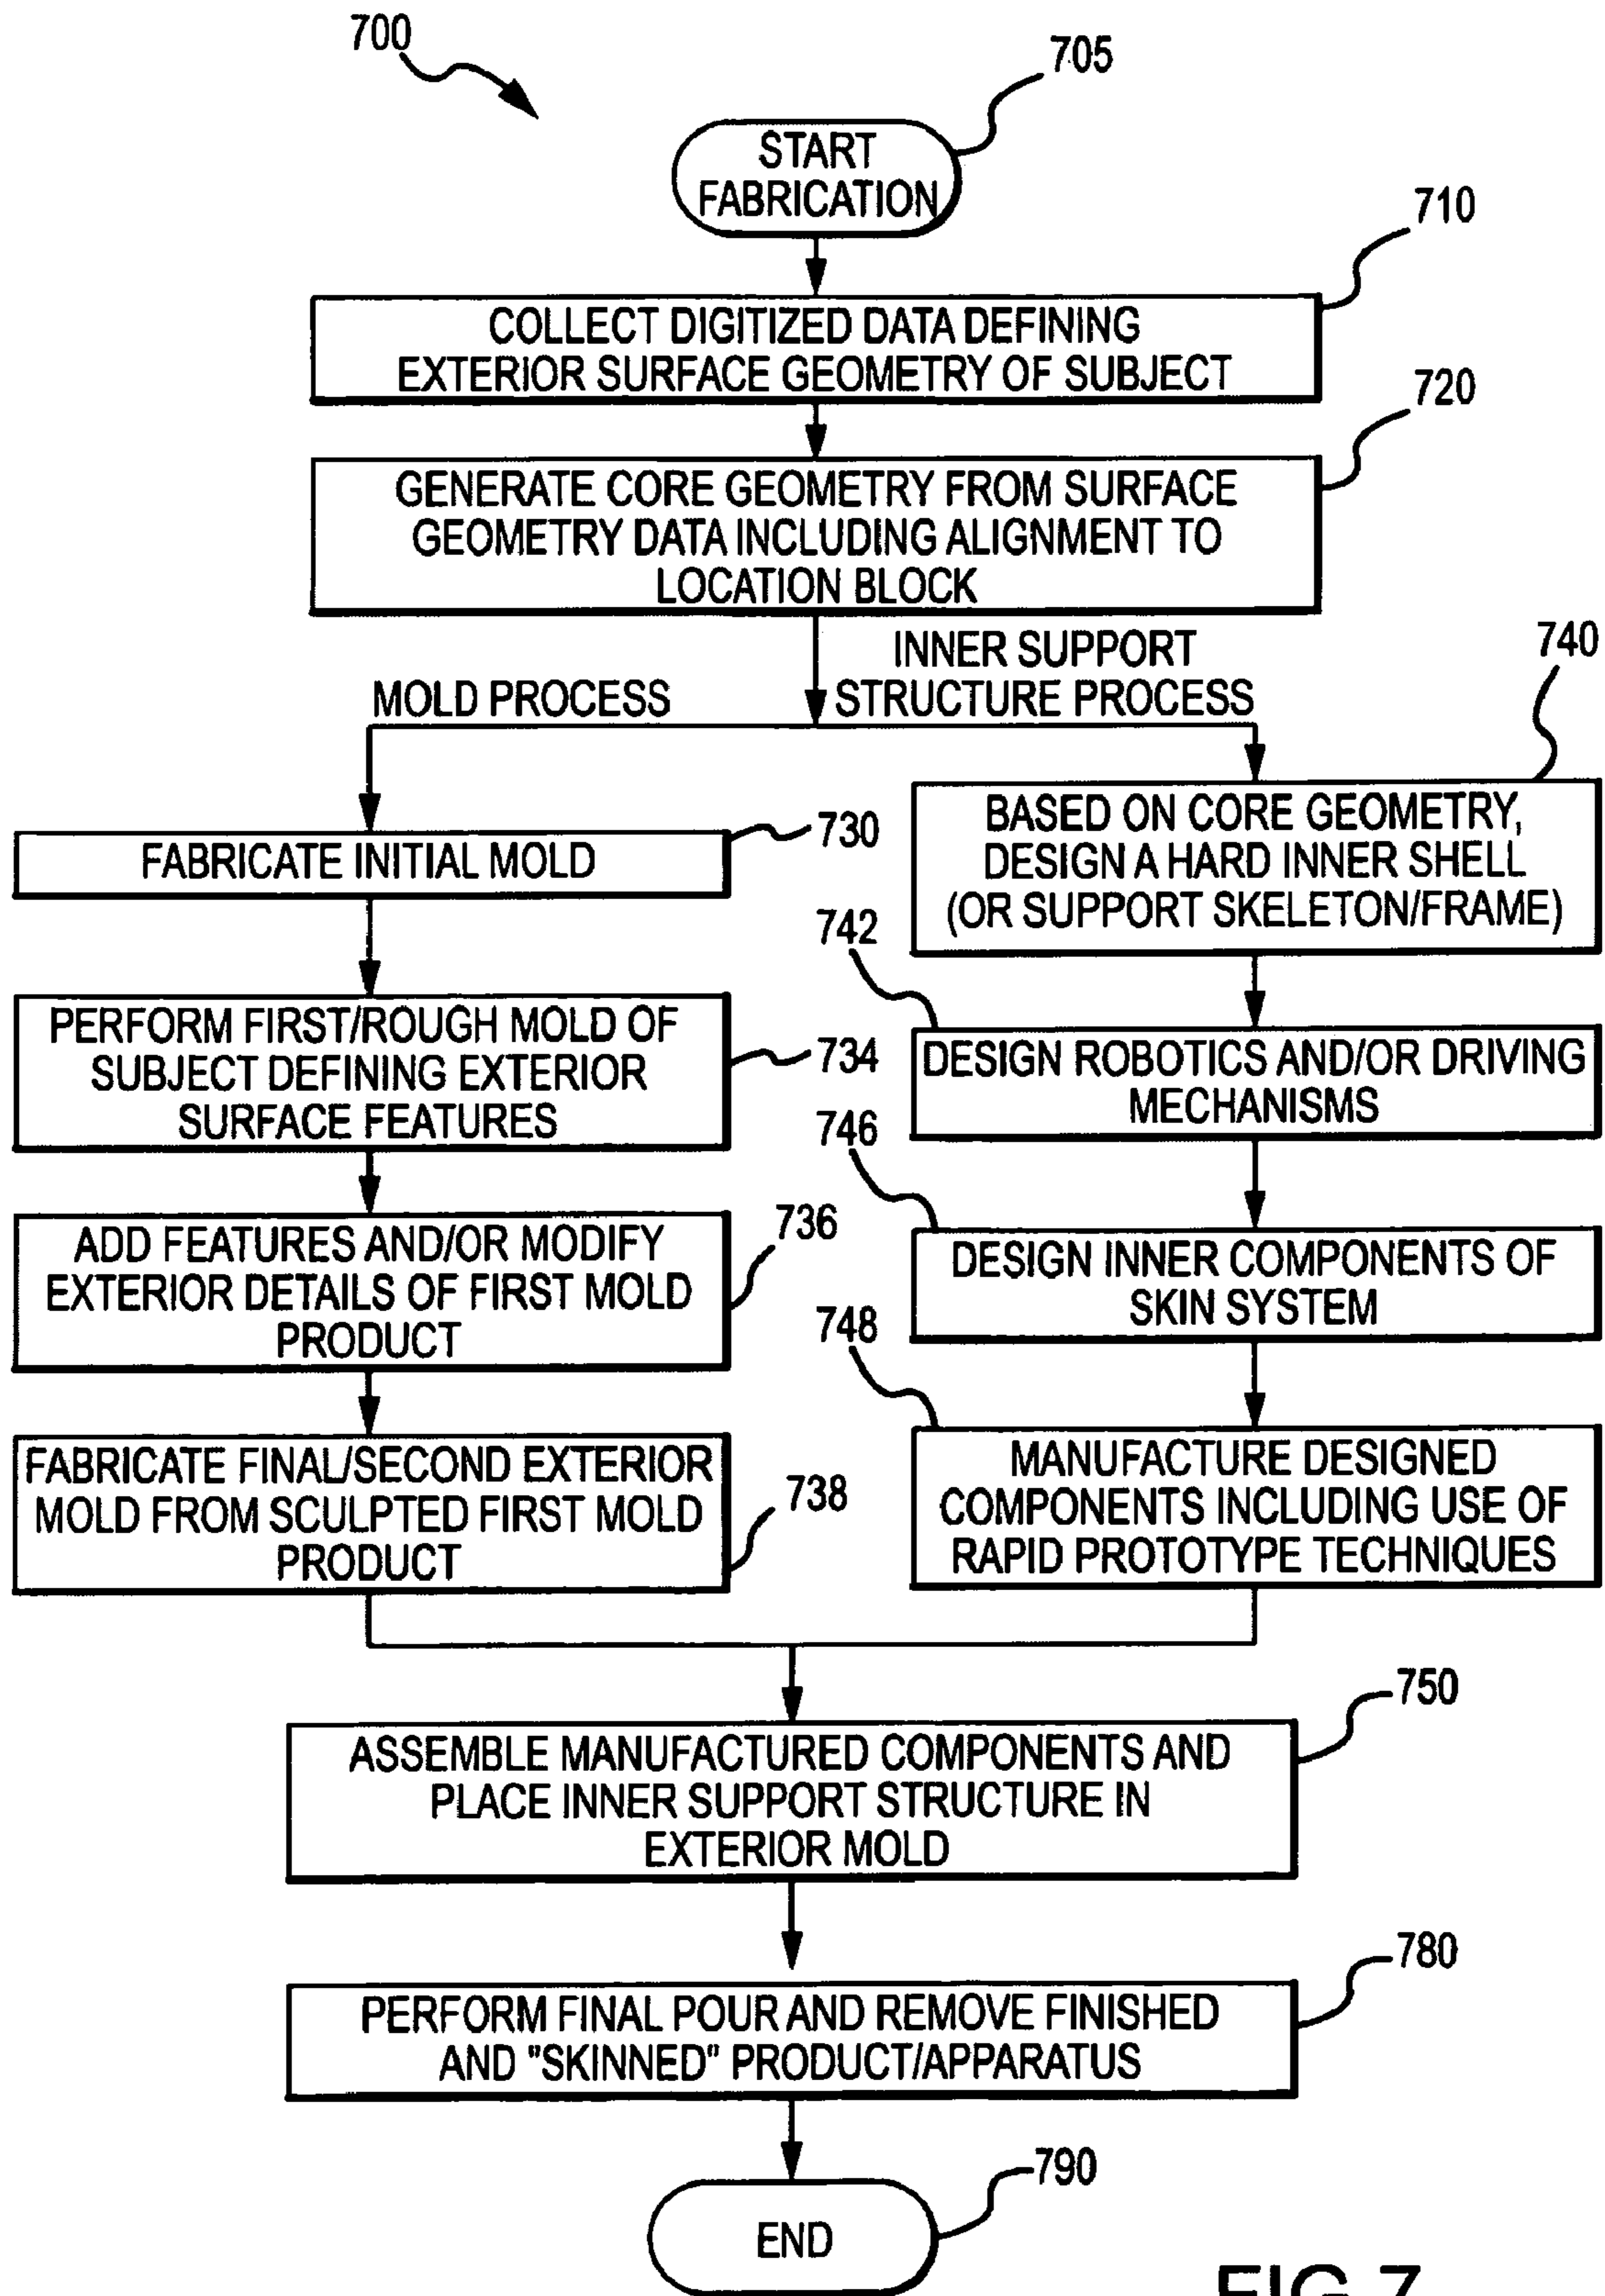 700
705
START
FABRICATION
710
COLLECT DIGITIZED DATA DEFINING
EXTERIOR SURFACE GEOMETRY OF SUBJECT
720
GENERATE CORE GEOMETRY FROM SURFACE
GEOMETRY DATA INCLUDING ALIGNMENT TO
LOCATION BLOCK
MOLD PROCESS
INNER SUPPORT
STRUCTURE PROCESS
730
FABRICATE INITIAL MOLD
734
PERFORM FIRST/ROUGH MOLD OF
SUBJECT DEFINING EXTERIOR
SURFACE FEATURES
736
ADD FEATURES AND/OR MODIFY
EXTERIOR DETAILS OF FIRST MOLD
PRODUCT
738
FABRICATE FINAL/SECOND EXTERIOR
MOLD FROM SCULPTED FIRST MOLD
PRODUCT
740
BASED ON CORE GEOMETRY,
DESIGN A HARD INNER SHELL
(OR SUPPORT SKELETON/FRAME)
742
DESIGN ROBOTICS AND/OR DRIVING
MECHANISMS
746
DESIGN INNER COMPONENTS OF
SKIN SYSTEM
748
MANUFACTURE DESIGNED
COMPONENTS INCLUDING USE OF
RAPID PROTOTYPE TECHNIQUES
750
ASSEMBLE MANUFACTURED COMPONENTS AND
PLACE INNER SUPPORT STRUCTURE IN
EXTERIOR MOLD
780
PERFORM FINAL POUR AND REMOVE FINISHED
AND "SKINNED" PRODUCT/APPARATUS
790
END
FIG.7